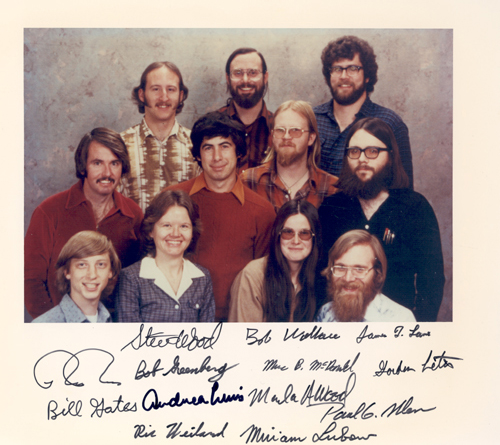 Steve Wood Bob Wallace James T. Lane
Bob Greenberg Marc B. McDonald Gordon Letwin
Bill Gates Andrea Lewis Marla Wood
Paul G. Allen
Ric Weiland Miriam Lubow